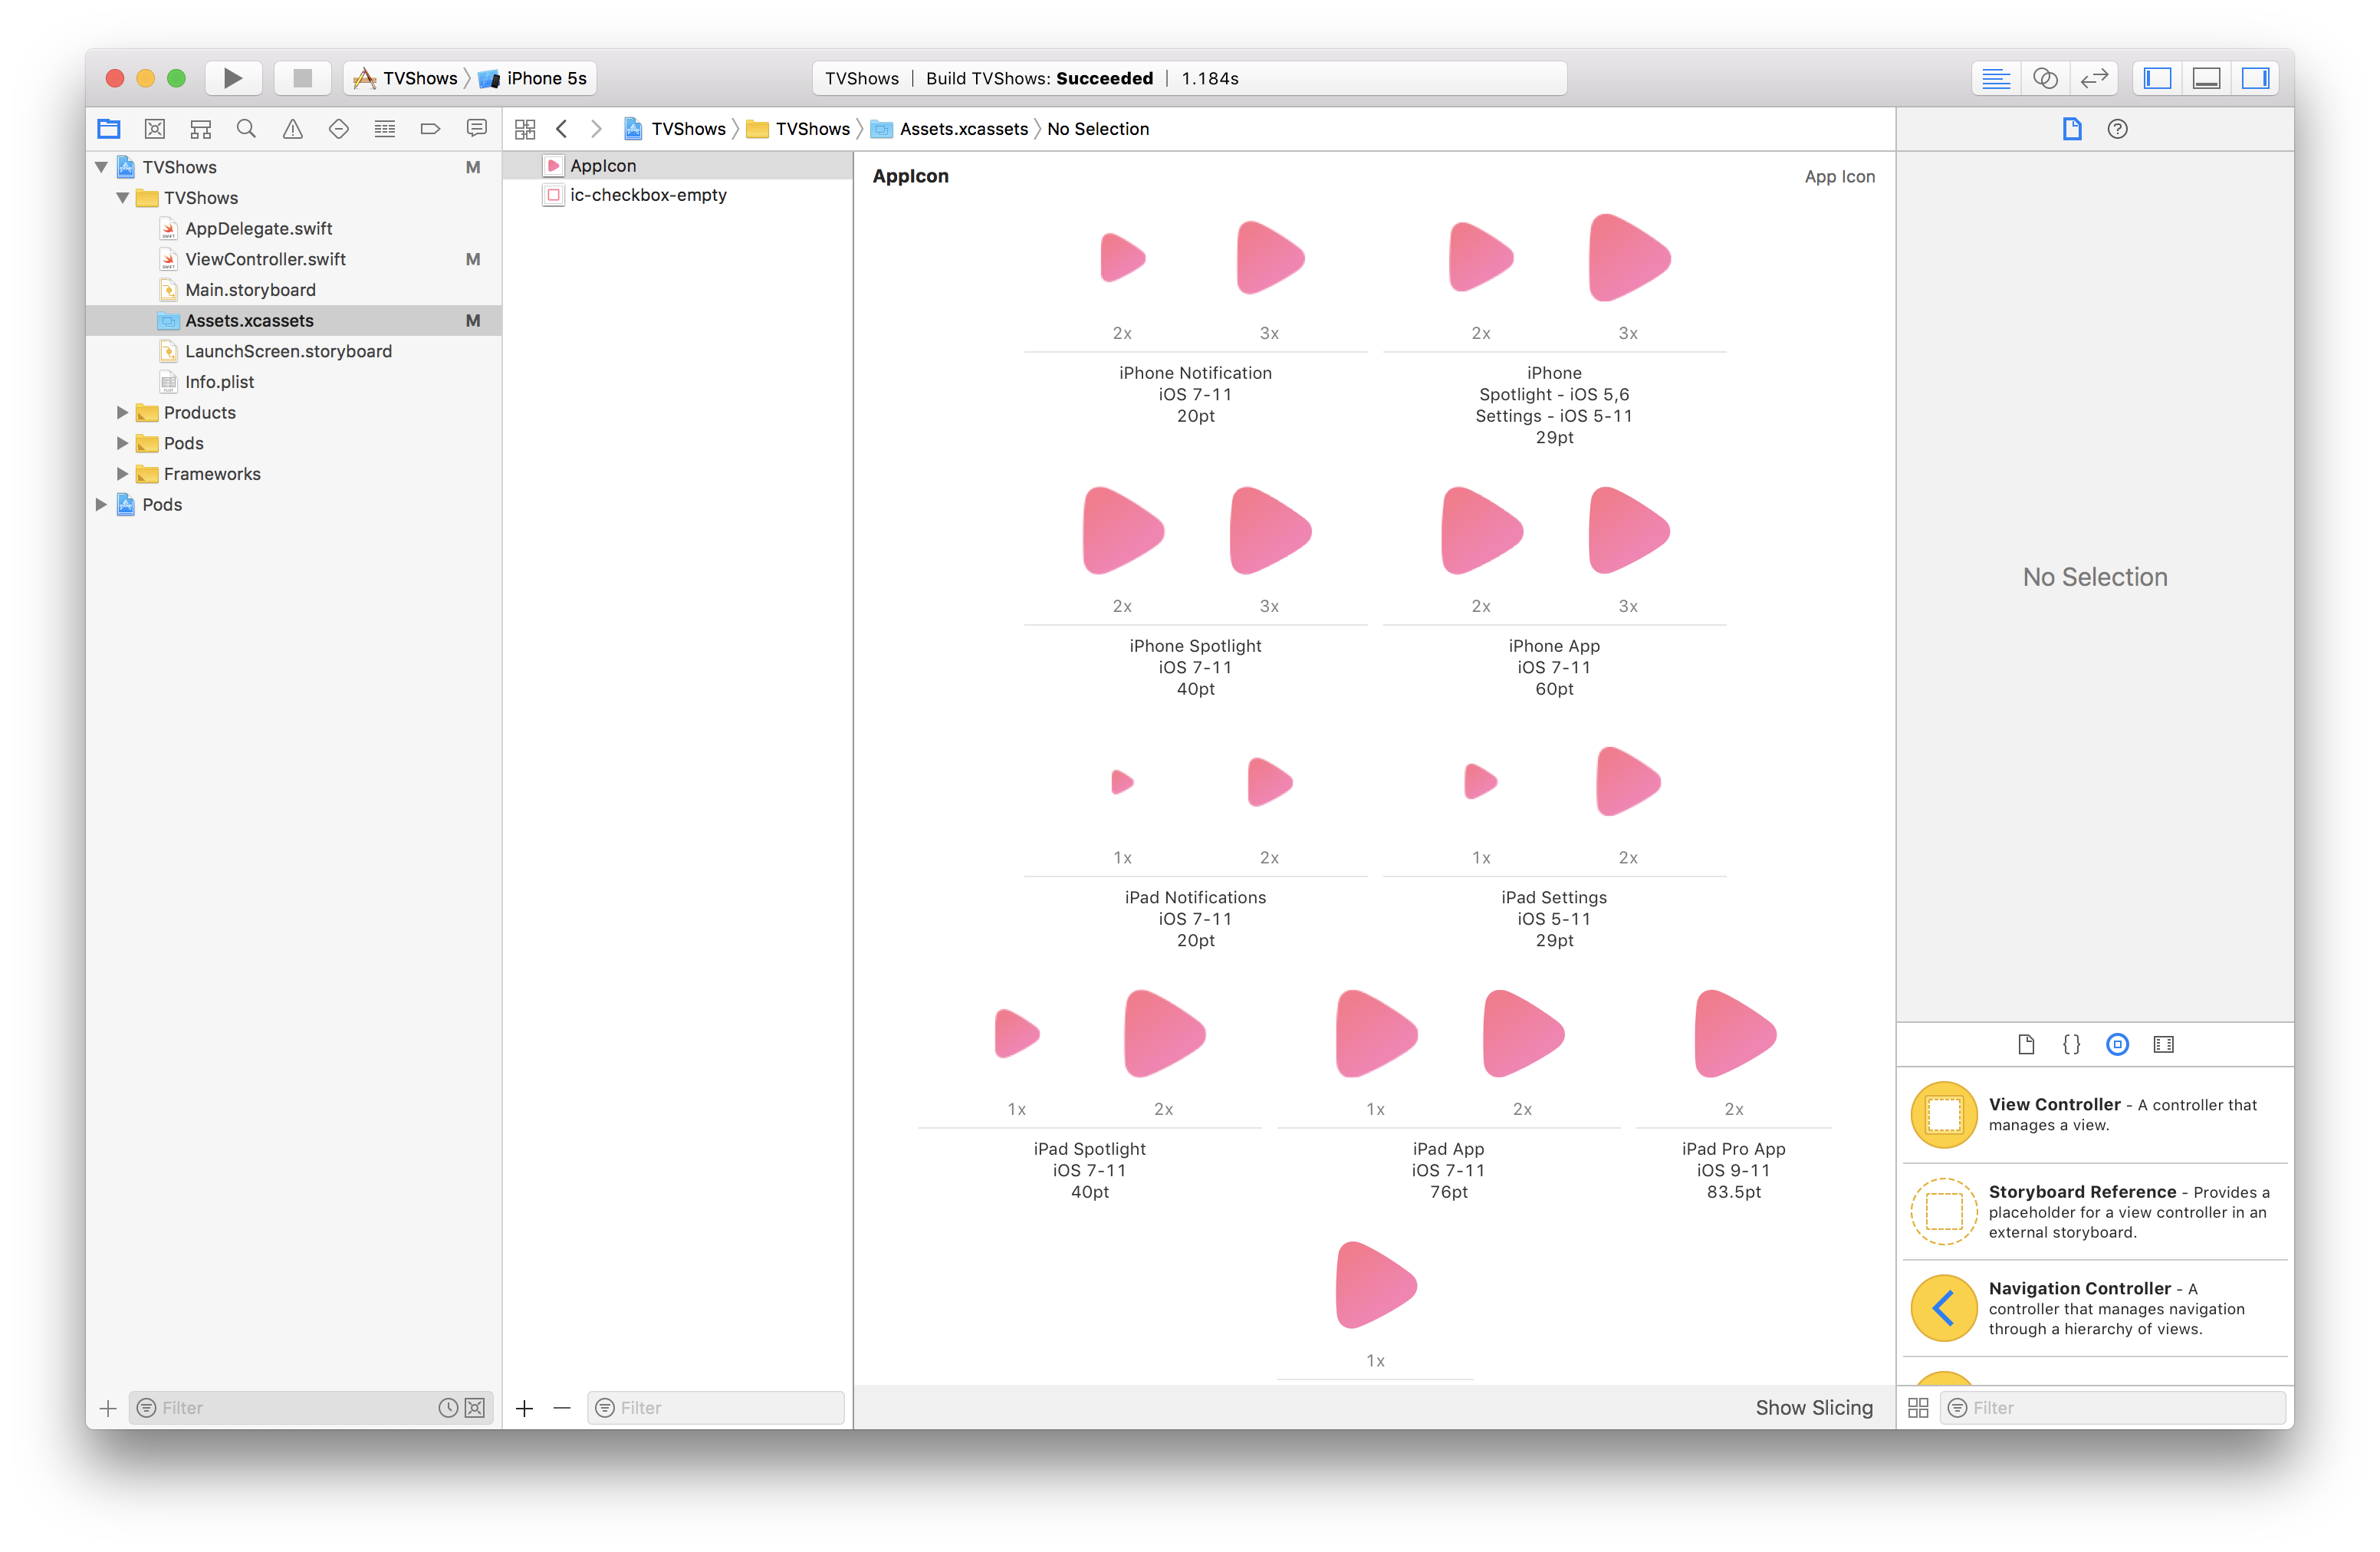 TVShows
iPhone 5s
TVShows | Build TVShows: Succeeded | 1.184s
TVShows
TVShows
Assets.xcassets
No Selection
TVShows M
TVShows
AppDelegate.swift
ViewController.swift M
Main.storyboard
Assets.xcassets M
LaunchScreen.storyboard
Info.plist
Products
Pods
Frameworks
Pods
Filter
AppIcon
ic-checkbox-empty
Filter
AppIcon
App Icon
2x
3x
iPhone Notification
iOS 7-11
20pt
2x
3x
iPhone
Spotlight - iOS 5,6
Settings - iOS 5-11
29pt
2x
3x
iPhone Spotlight
iOS 7-11
40pt
2x
3x
iPhone App
iOS 7-11
60pt
1x
2x
iPad Notifications
iOS 7-11
20pt
1x
2x
iPad Settings
iOS 5-11
29pt
1x
2x
iPad Spotlight
iOS 7-11
40pt
1x
2x
iPad App
iOS 7-11
76pt
2x
iPad Pro App
iOS 9-11
83.5pt
1x
Show Slicing
No Selection
{ }
View Controller - A controller that
manages a view.
Storyboard Reference - Provides a
placeholder for a view controller in an
external storyboard.
Navigation Controller - A
controller that manages navigation
through a hierarchy of views.
Filter